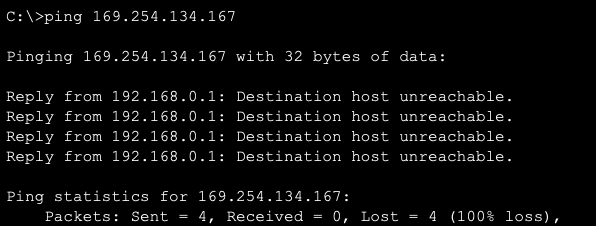 C:\>ping 169.254.134.167
Pinging 169.254.134.167 with 32 bytes of data:
Reply from 192.168.0.1: Destination host unreachable.
Reply from 192.168.0.1: Destination host unreachable.
Reply from 192.168.0.1: Destination host unreachable.
Reply from 192.168.0.1: Destination host unreachable.
Ping statistics for 169.254.134.167:
Packets: Sent = 4, Received = 0, Lost = 4 (100% loss),